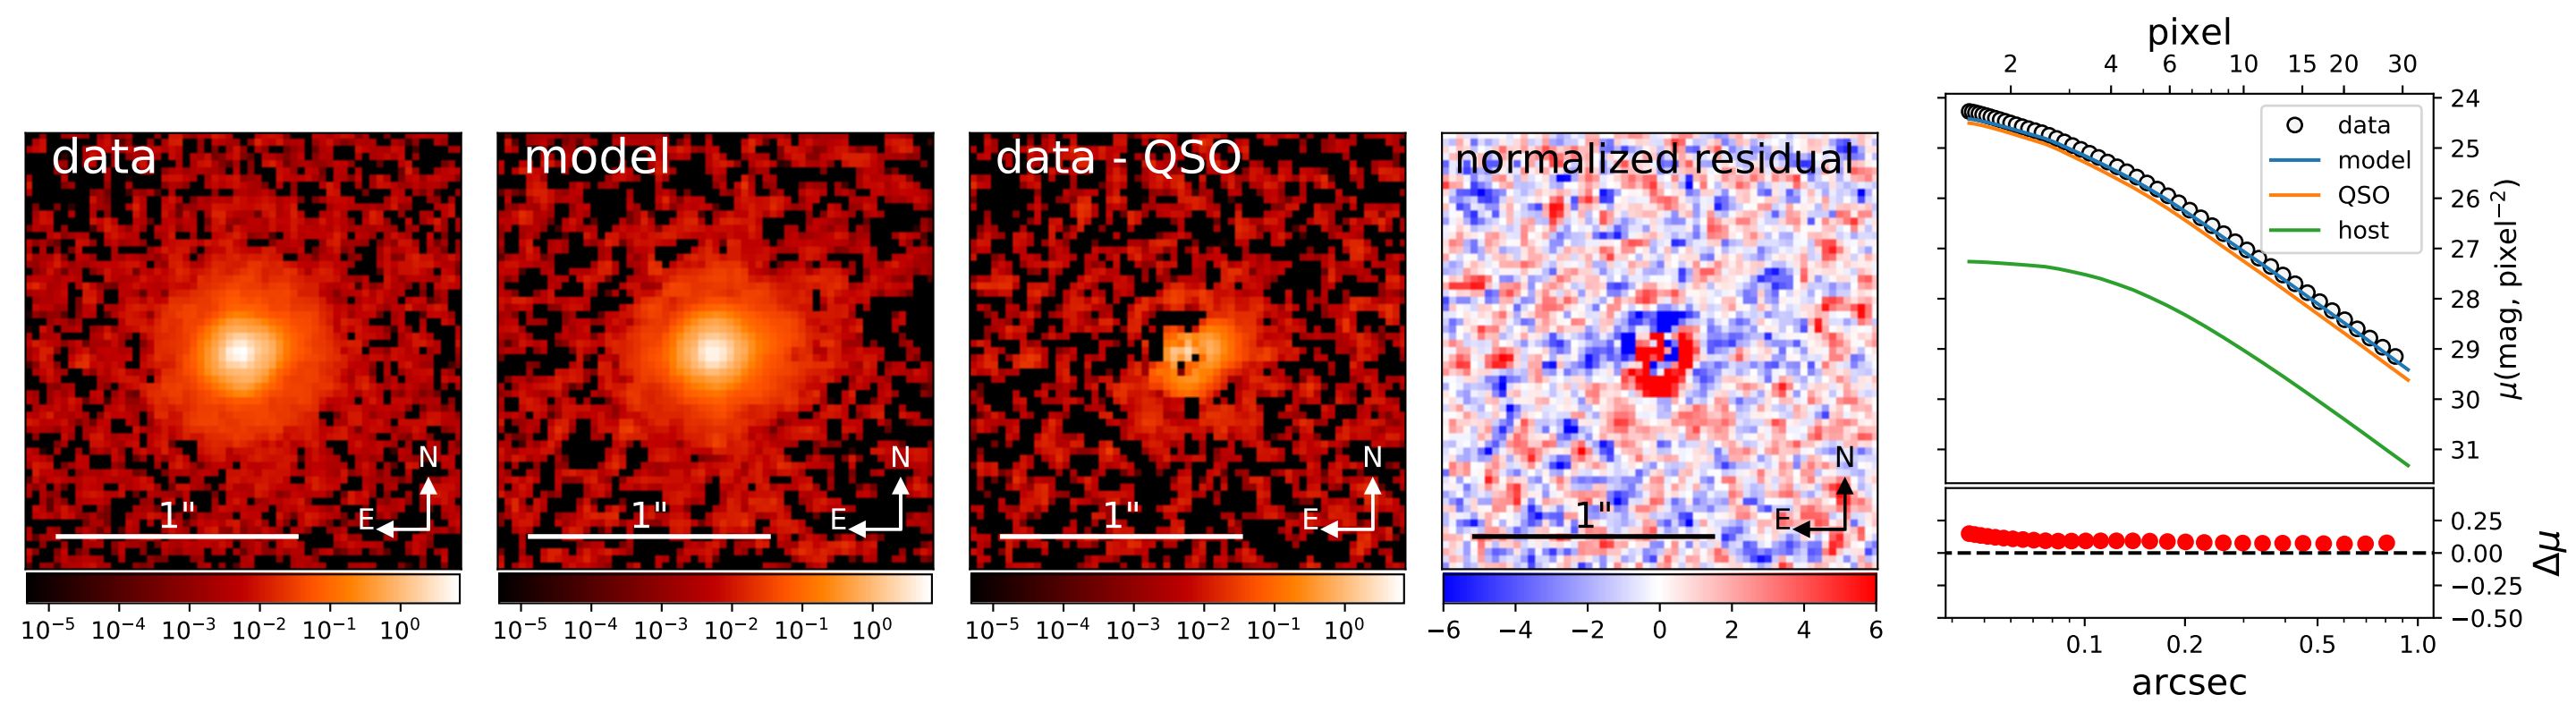 data
N
E
1"
10⁻⁵ 10⁻⁴ 10⁻³ 10⁻² 10⁻¹ 10⁰
model
N
E
1"
10⁻⁵ 10⁻⁴ 10⁻³ 10⁻² 10⁻¹ 10⁰
data - QSO
N
E
1"
10⁻⁵ 10⁻⁴ 10⁻³ 10⁻² 10⁻¹ 10⁰
normalized residual
N
E
1"
−6 −4 −2 0 2 4 6
pixel
2 4 6 10 15 20 30
data
model
QSO
host
24
25
26
27
28
29
30
31
μ(mag, pixel⁻²)
0.25
0.00
−0.25
−0.50
Δμ
0.1 0.2 0.5 1.0
arcsec